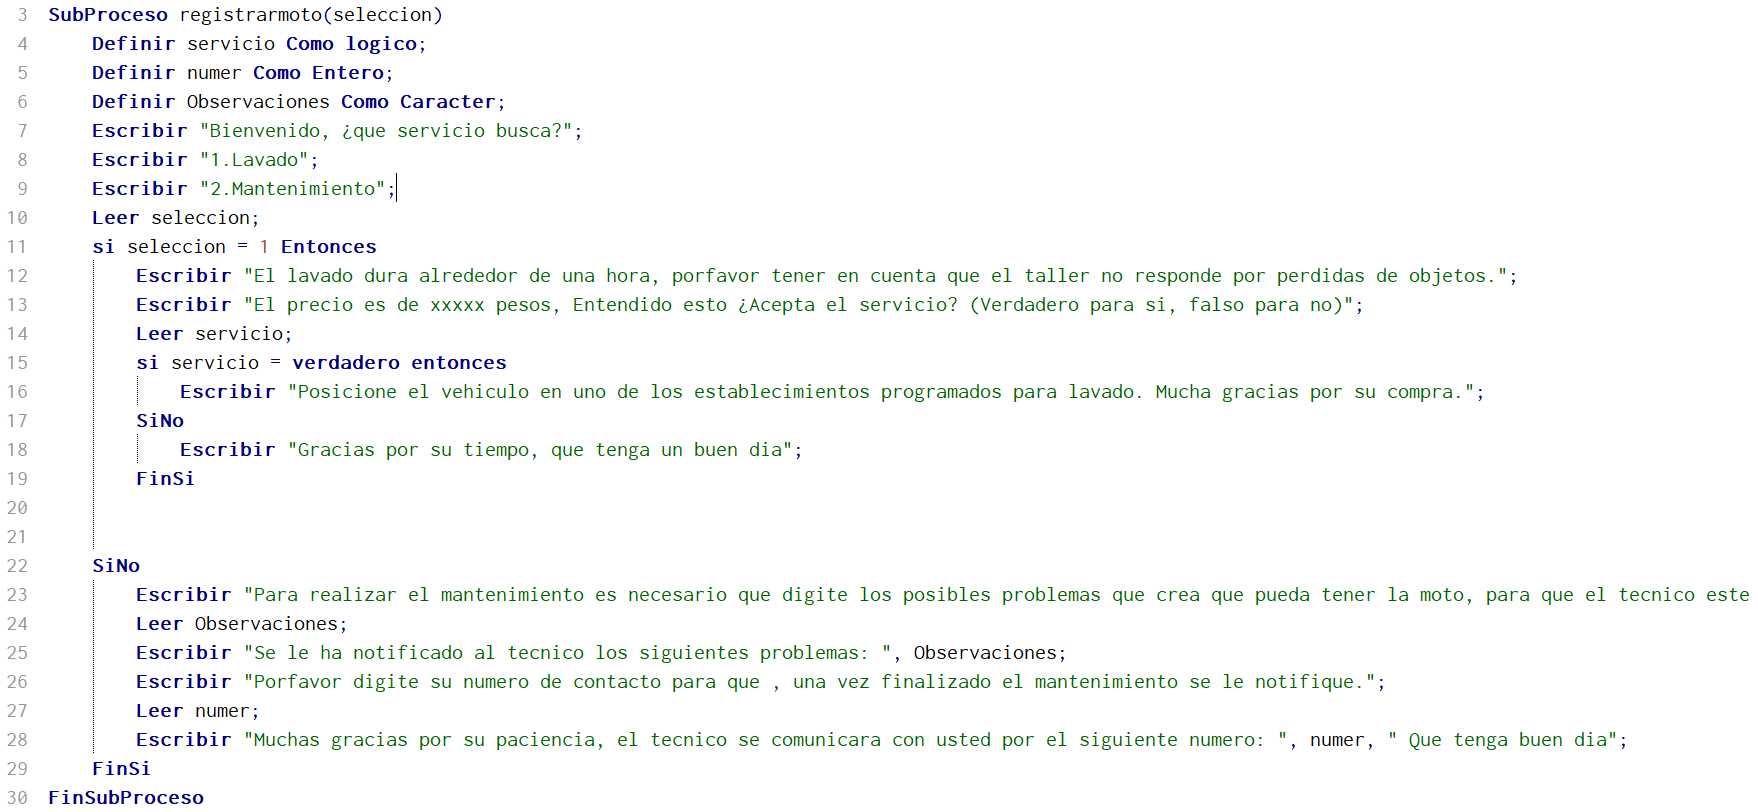 3 SubProceso registrarmoto(seleccion)
4 Definir servicio Como logico;
5 Definir numer Como Entero;
6 Definir Observaciones Como Caracter;
7 Escribir "Bienvenido, ¿que servicio busca?";
8 Escribir "1.Lavado";
9 Escribir "2.Mantenimiento";
10 Leer seleccion;
11 si seleccion = 1 Entonces
12 Escribir "El lavado dura alrededor de una hora, porfavor tener en cuenta que el taller no responde por perdidas de objetos.";
13 Escribir "El precio es de xxxxx pesos, Entendido esto ¿Acepta el servicio? (Verdadero para si, falso para no)";
14 Leer servicio;
15 si servicio = verdadero entonces
16 Escribir "Posicione el vehiculo en uno de los establecimientos programados para lavado. Mucha gracias por su compra.";
17 SiNo
18 Escribir "Gracias por su tiempo, que tenga un buen dia";
19 FinSi
20
21
22 SiNo
23 Escribir "Para realizar el mantenimiento es necesario que digite los posibles problemas que crea que pueda tener la moto, para que el tecnico este
24 Leer Observaciones;
25 Escribir "Se le ha notificado al tecnico los siguientes problemas: ", Observaciones;
26 Escribir "Porfavor digite su numero de contacto para que , una vez finalizado el mantenimiento se le notifique.";
27 Leer numer;
28 Escribir "Muchas gracias por su paciencia, el tecnico se comunicara con usted por el siguiente numero: ", numer, " Que tenga buen dia";
29 FinSi
30 FinSubProceso